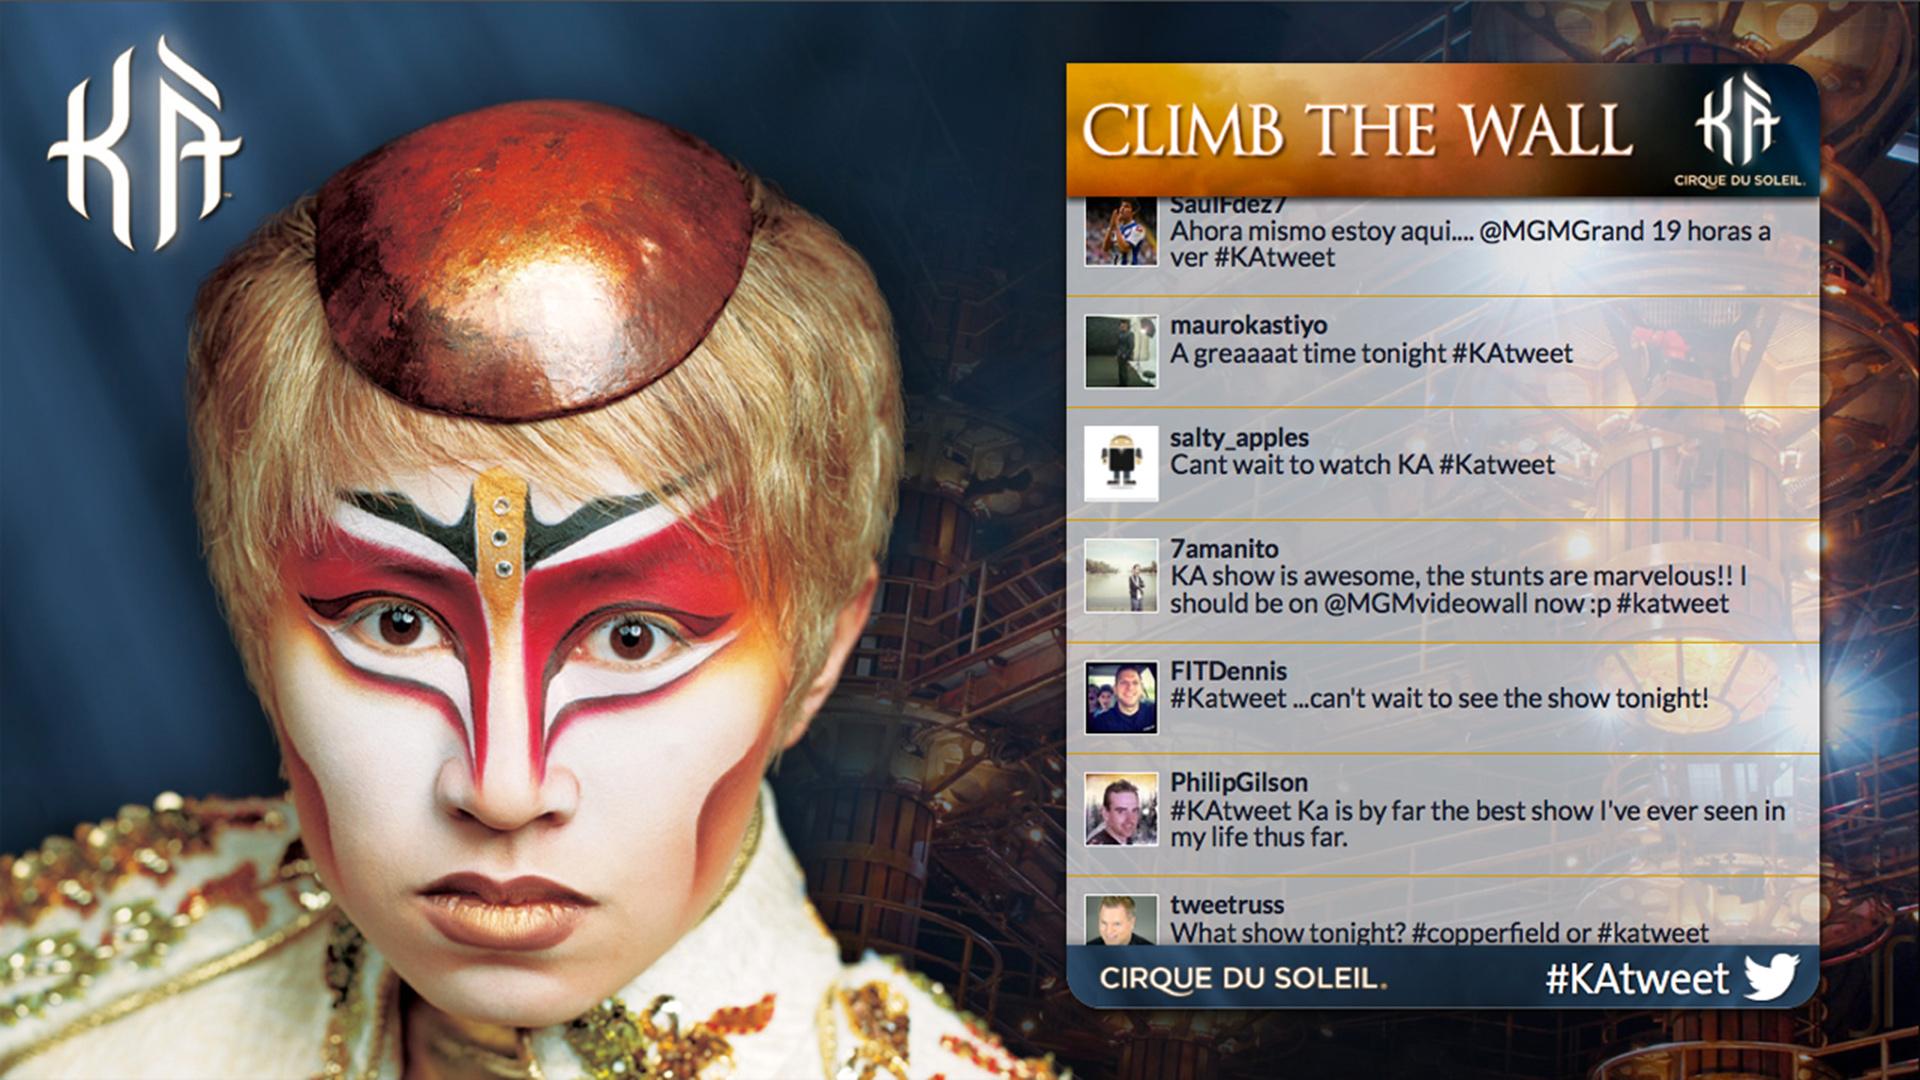 KÀ
CLIMB THE WALL
KÀ
CIRQUE DU SOLEIL.
SaulFdez7
Ahora mismo estoy aqui.... @MGMGrand 19 horas a
ver #KAtweet
maurokastiyo
A greaaaat time tonight #KAtweet
salty_apples
Cant wait to watch KA #Katweet
7amanito
KA show is awesome, the stunts are marvelous!! I
should be on @MGMvideowall now :p #katweet
FITDennis
#Katweet ...can't wait to see the show tonight!
PhilipGilson
#KAtweet Ka is by far the best show I've ever seen in
my life thus far.
tweetruss
What show tonight? #copperfield or #katweet
CIRQUE DU SOLEIL.
#KAtweet